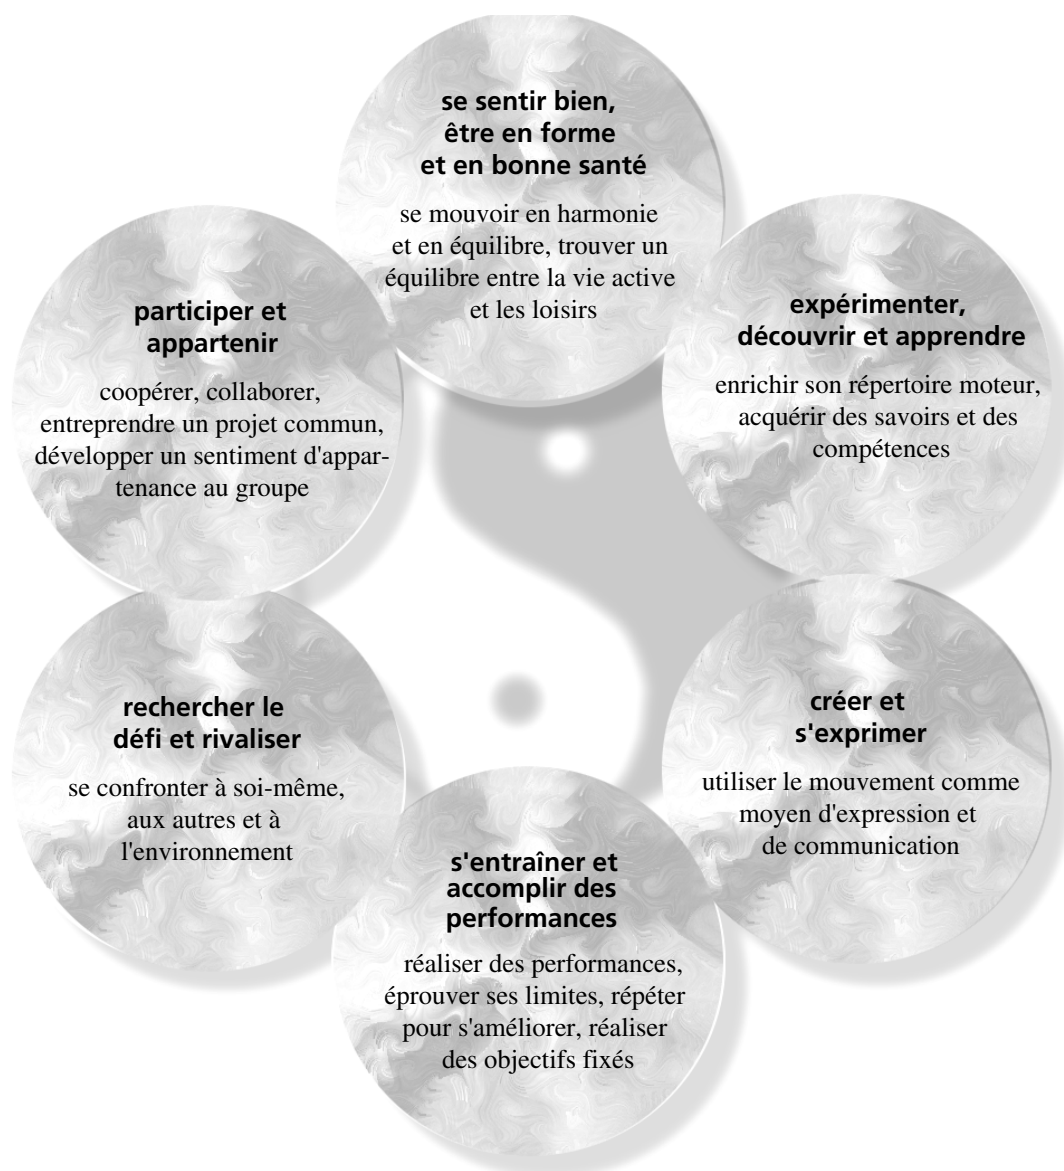 se sentir bien,
être en forme
et en bonne santé
se mouvoir en harmonie
et en équilibre, trouver un
équilibre entre la vie active
et les loisirs
expérimenter,
découvrir et apprendre
enrichir son répertoire moteur,
acquérir des savoirs et des
compétences
créer et
s'exprimer
utiliser le mouvement comme
moyen d'expression et
de communication
s'entraîner et
accomplir des
performances
réaliser des performances,
éprouver ses limites, répéter
pour s'améliorer, réaliser
des objectifs fixés
rechercher le
défi et rivaliser
se confronter à soi-même,
aux autres et à
l'environnement
participer et
appartenir
coopérer, collaborer,
entreprendre un projet commun,
développer un sentiment d'appar-
tenance au groupe